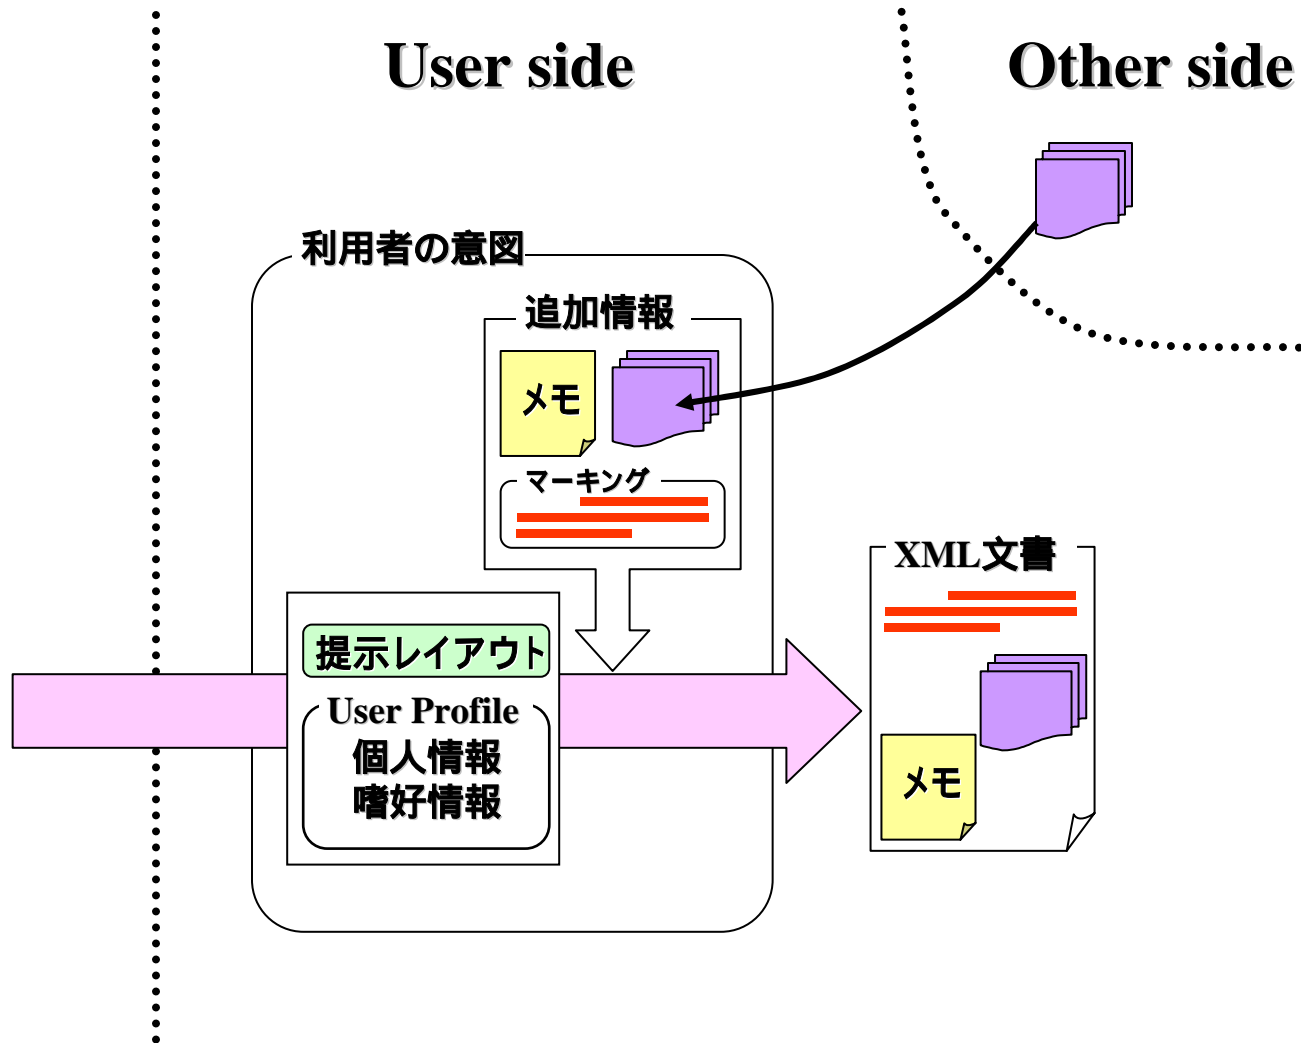 User side
Other side
利用者の意図
追加情報
メモ
マーキング
XML文書
提示レイアウト
User Profile
個人情報
嗜好情報
メモ